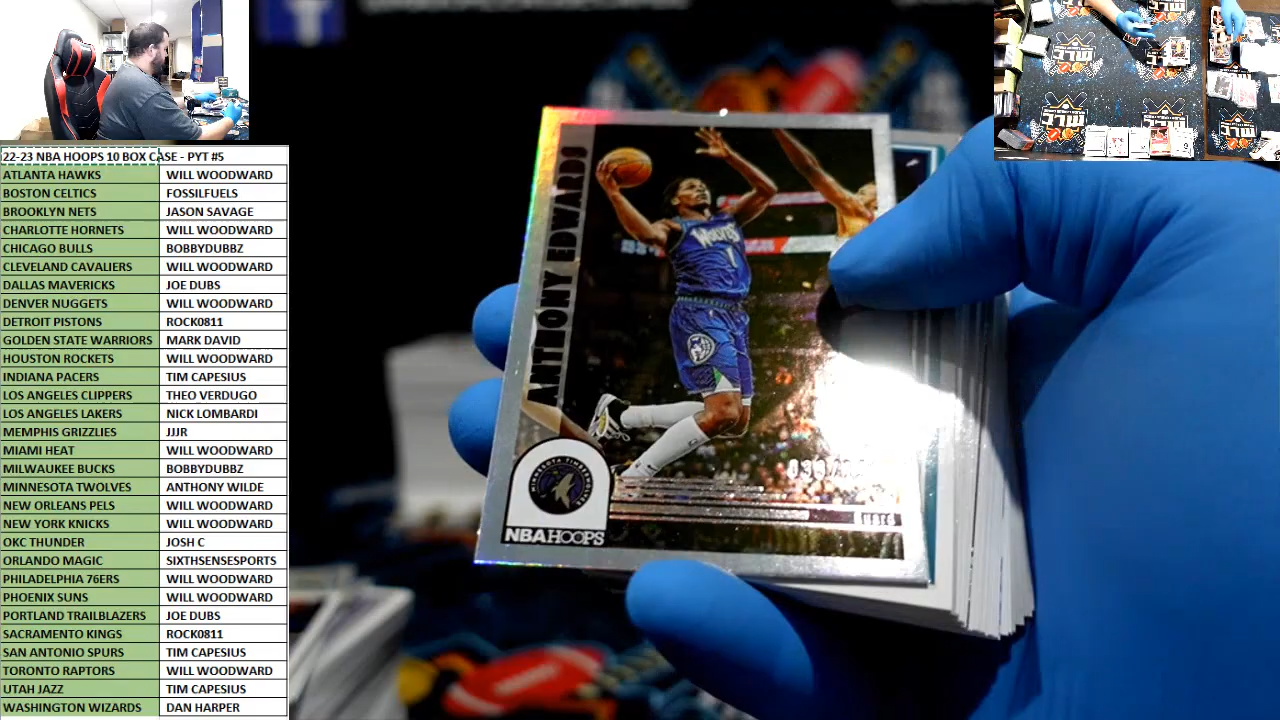 22-23 NBA HOOPS 10 BOX CASE - PYT #5
ATLANTA HAWKS WILL WOODWARD
BOSTON CELTICS FOSSILFUELS
BROOKLYN NETS JASON SAVAGE
CHARLOTTE HORNETS WILL WOODWARD
CHICAGO BULLS BOBBYDUBBZ
CLEVELAND CAVALIERS WILL WOODWARD
DALLAS MAVERICKS JOE DUBS
DENVER NUGGETS WILL WOODWARD
DETROIT PISTONS ROCK0811
GOLDEN STATE WARRIORS MARK DAVID
HOUSTON ROCKETS WILL WOODWARD
INDIANA PACERS TIM CAPESIUS
LOS ANGELES CLIPPERS THEO VERDUGO
LOS ANGELES LAKERS NICK LOMBARDI
MEMPHIS GRIZZLIES JJJR
MIAMI HEAT WILL WOODWARD
MILWAUKEE BUCKS BOBBYDUBBZ
MINNESOTA TWOLVES ANTHONY WILDE
NEW ORLEANS PELS WILL WOODWARD
NEW YORK KNICKS WILL WOODWARD
OKC THUNDER JOSH C
ORLANDO MAGIC SIXTHSENSESPORTS
PHILADELPHIA 76ERS WILL WOODWARD
PHOENIX SUNS WILL WOODWARD
PORTLAND TRAILBLAZERS JOE DUBS
SACRAMENTO KINGS ROCK0811
SAN ANTONIO SPURS TIM CAPESIUS
TORONTO RAPTORS WILL WOODWARD
UTAH JAZZ TIM CAPESIUS
WASHINGTON WIZARDS DAN HARPER
ANTHONY EDWARDS
WOLVES
1
MINNESOTA TIMBERWOLVES
NBA HOOPS